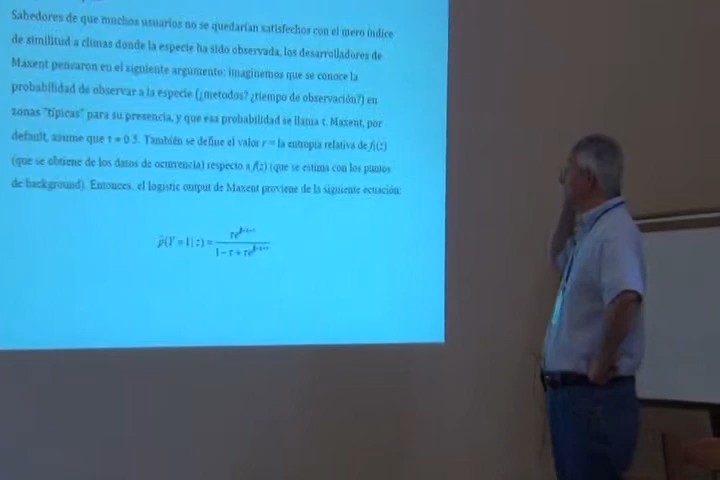 Sabedores de que muchos usuarios no se quedarían satisfechos con el mero índice
de similitud a climas donde la especie ha sido observada, los desarrolladores de
Maxent pensaron en el siguiente argumento: imaginemos que se conoce la
probabilidad de observar a la especie (¿metodos? ¿tiempo de observación?) en
zonas "típicas" para su presencia, y que esa probabilidad se llama τ. Maxent, por
default, asume que τ = 0.5. También se define el valor r = la entropía relativa de f₁(z)
(que se obtiene de los datos de ocurrencia) respecto a f(z) (que se estima con los puntos
de background). Entonces, el logistic output de Maxent proviene de la siguiente ecuación:
p̂(Y = 1 | z) =